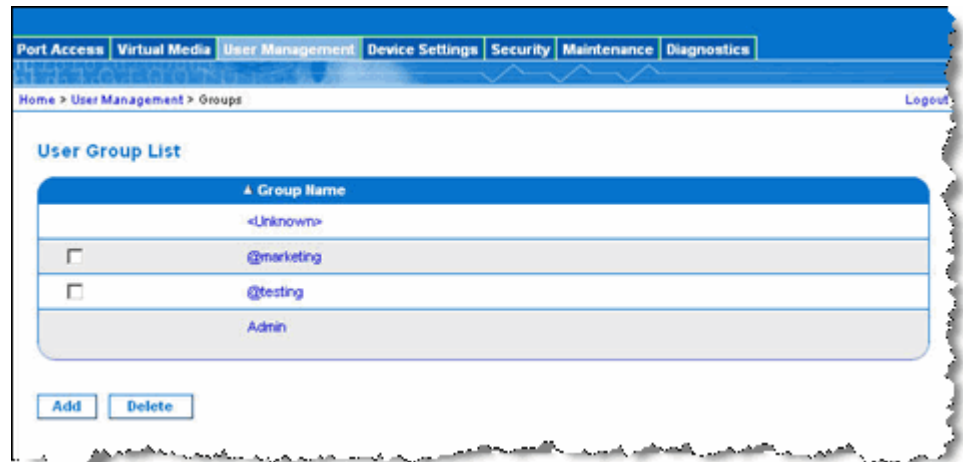 Port Access Virtual Media User Management Device Settings Security Maintenance Diagnostics
Home > User Management > Groups Logout
User Group List
▲ Group Name
<Unknown>
@marketing
@testing
Admin
Add Delete